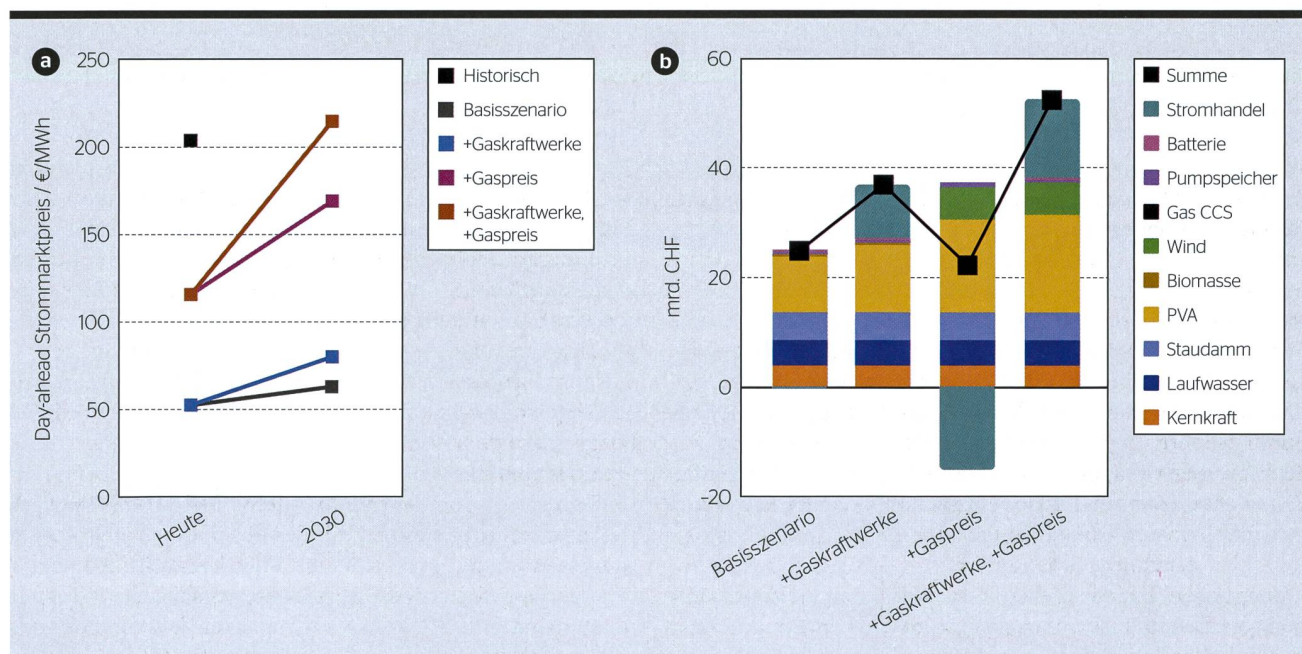 a
250
200
150
100
50
0
Day-ahead Strommarktpreis / €/MWh
Heute
2030
Historisch
Basisszenario
+Gaskraftwerke
+Gaspreis
+Gaskraftwerke,
+Gaspreis
b
60
40
20
0
-20
mrd. CHF
Basisszenario
+Gaskraftwerke
+Gaspreis
+Gaskraftwerke, +Gaspreis
Summe
Stromhandel
Batterie
Pumpspeicher
Gas CCS
Wind
Biomasse
PVA
Staudamm
Laufwasser
Kernkraft